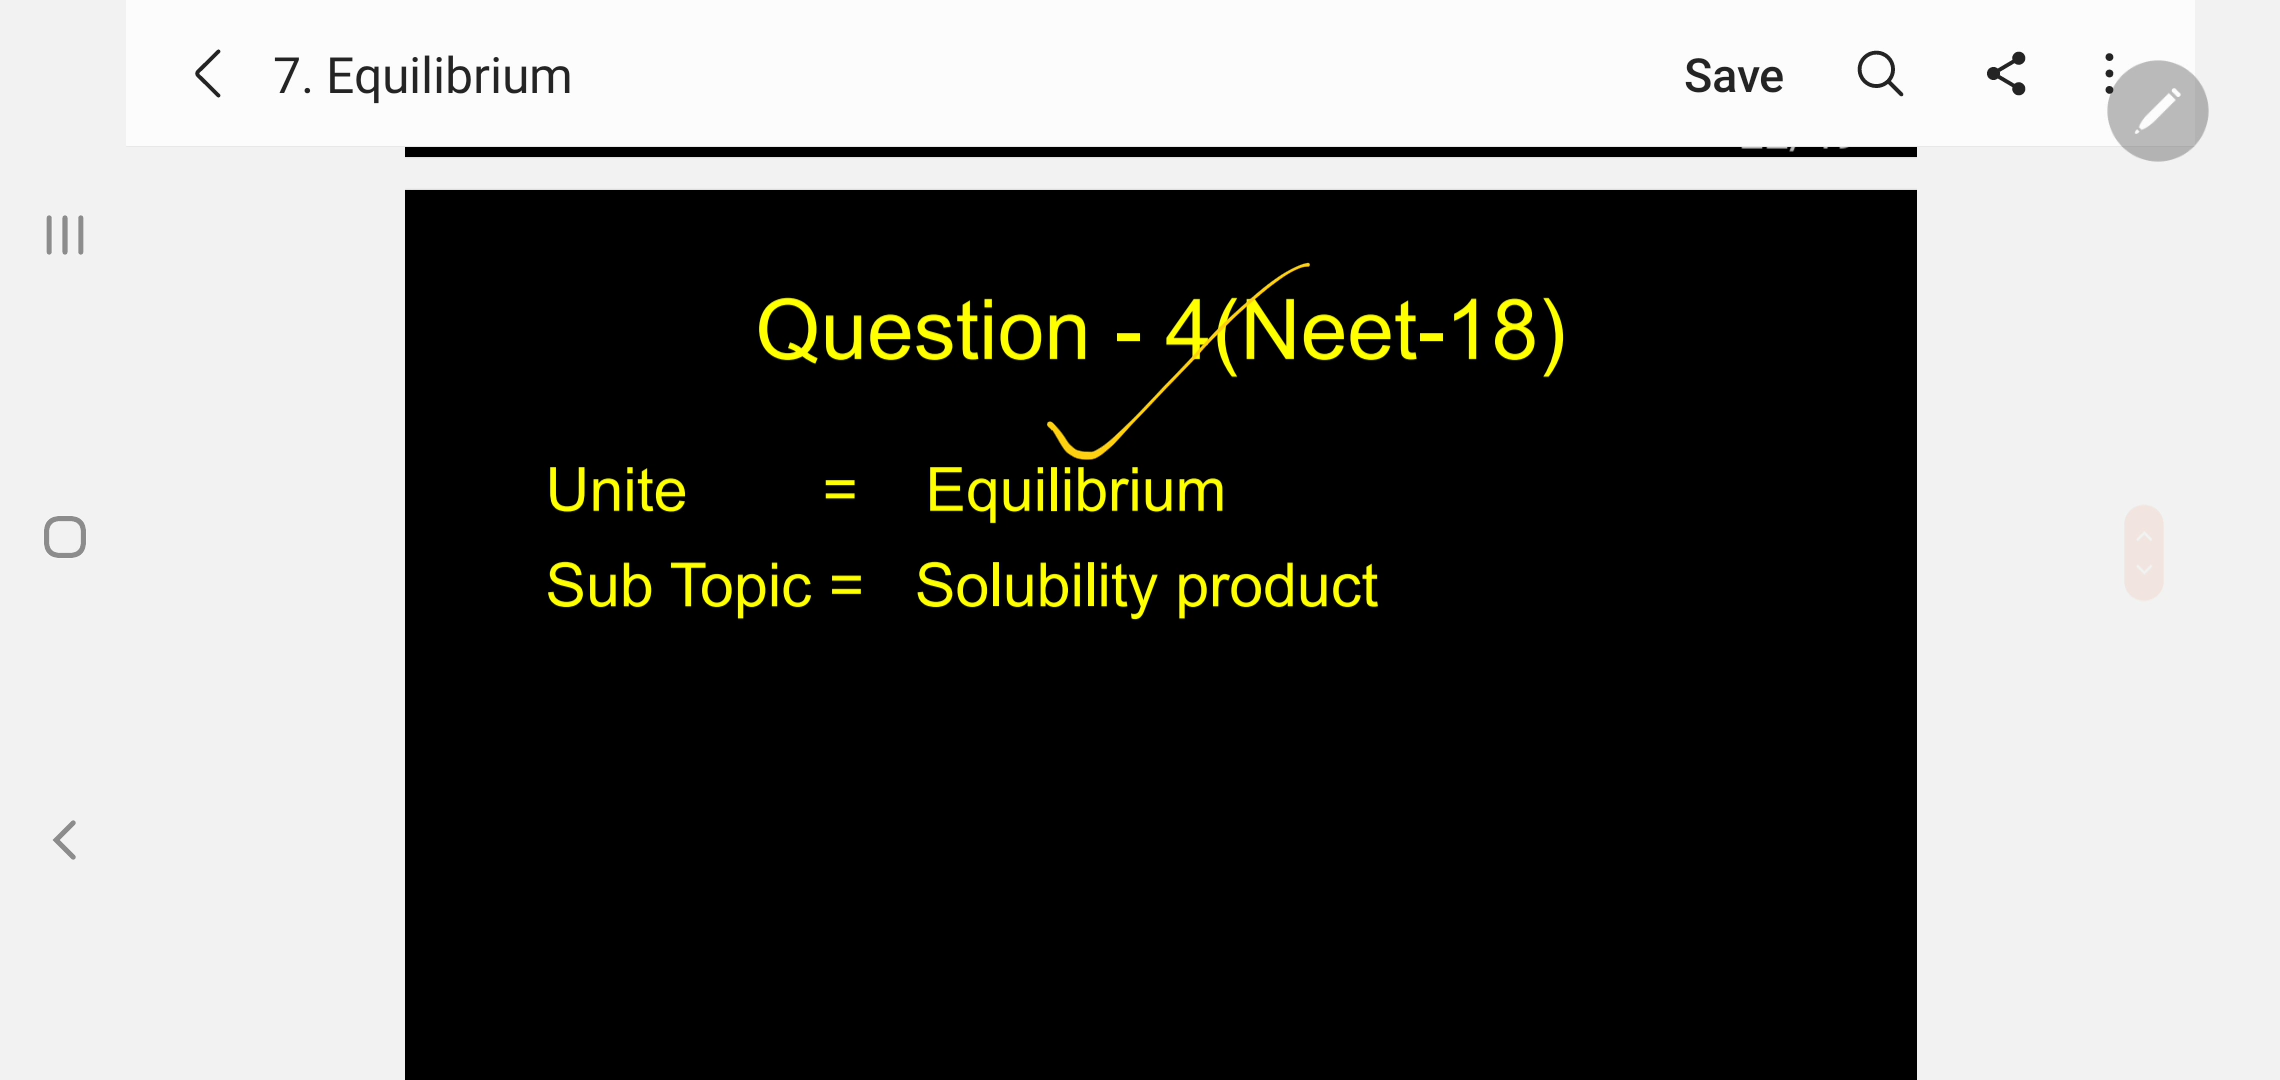 7. Equilibrium
Save
Question - 4(Neet-18)
Unite = Equilibrium
Sub Topic = Solubility product